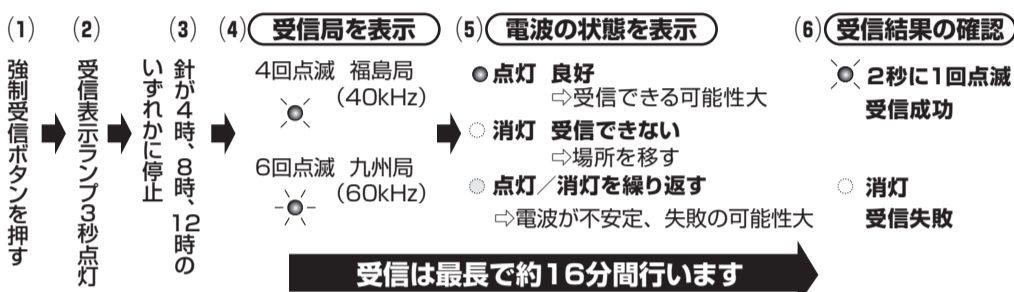 (1)
強制受信ボタンを押す
(2)
受信表示ランプ3秒点灯
(3)
針が4時、8時、12時の
いずれかに停止
(4) 受信局を表示
4回点滅 福島局
(40kHz)
6回点滅 九州局
(60kHz)
(5) 電波の状態を表示
点灯 良好
⇨受信できる可能性大
消灯 受信できない
⇨場所を移す
点灯/消灯を繰り返す
⇨電波が不安定、失敗の可能性大
(6) 受信結果の確認
2秒に1回点滅
受信成功
消灯
受信失敗
受信は最長で約16分間行います